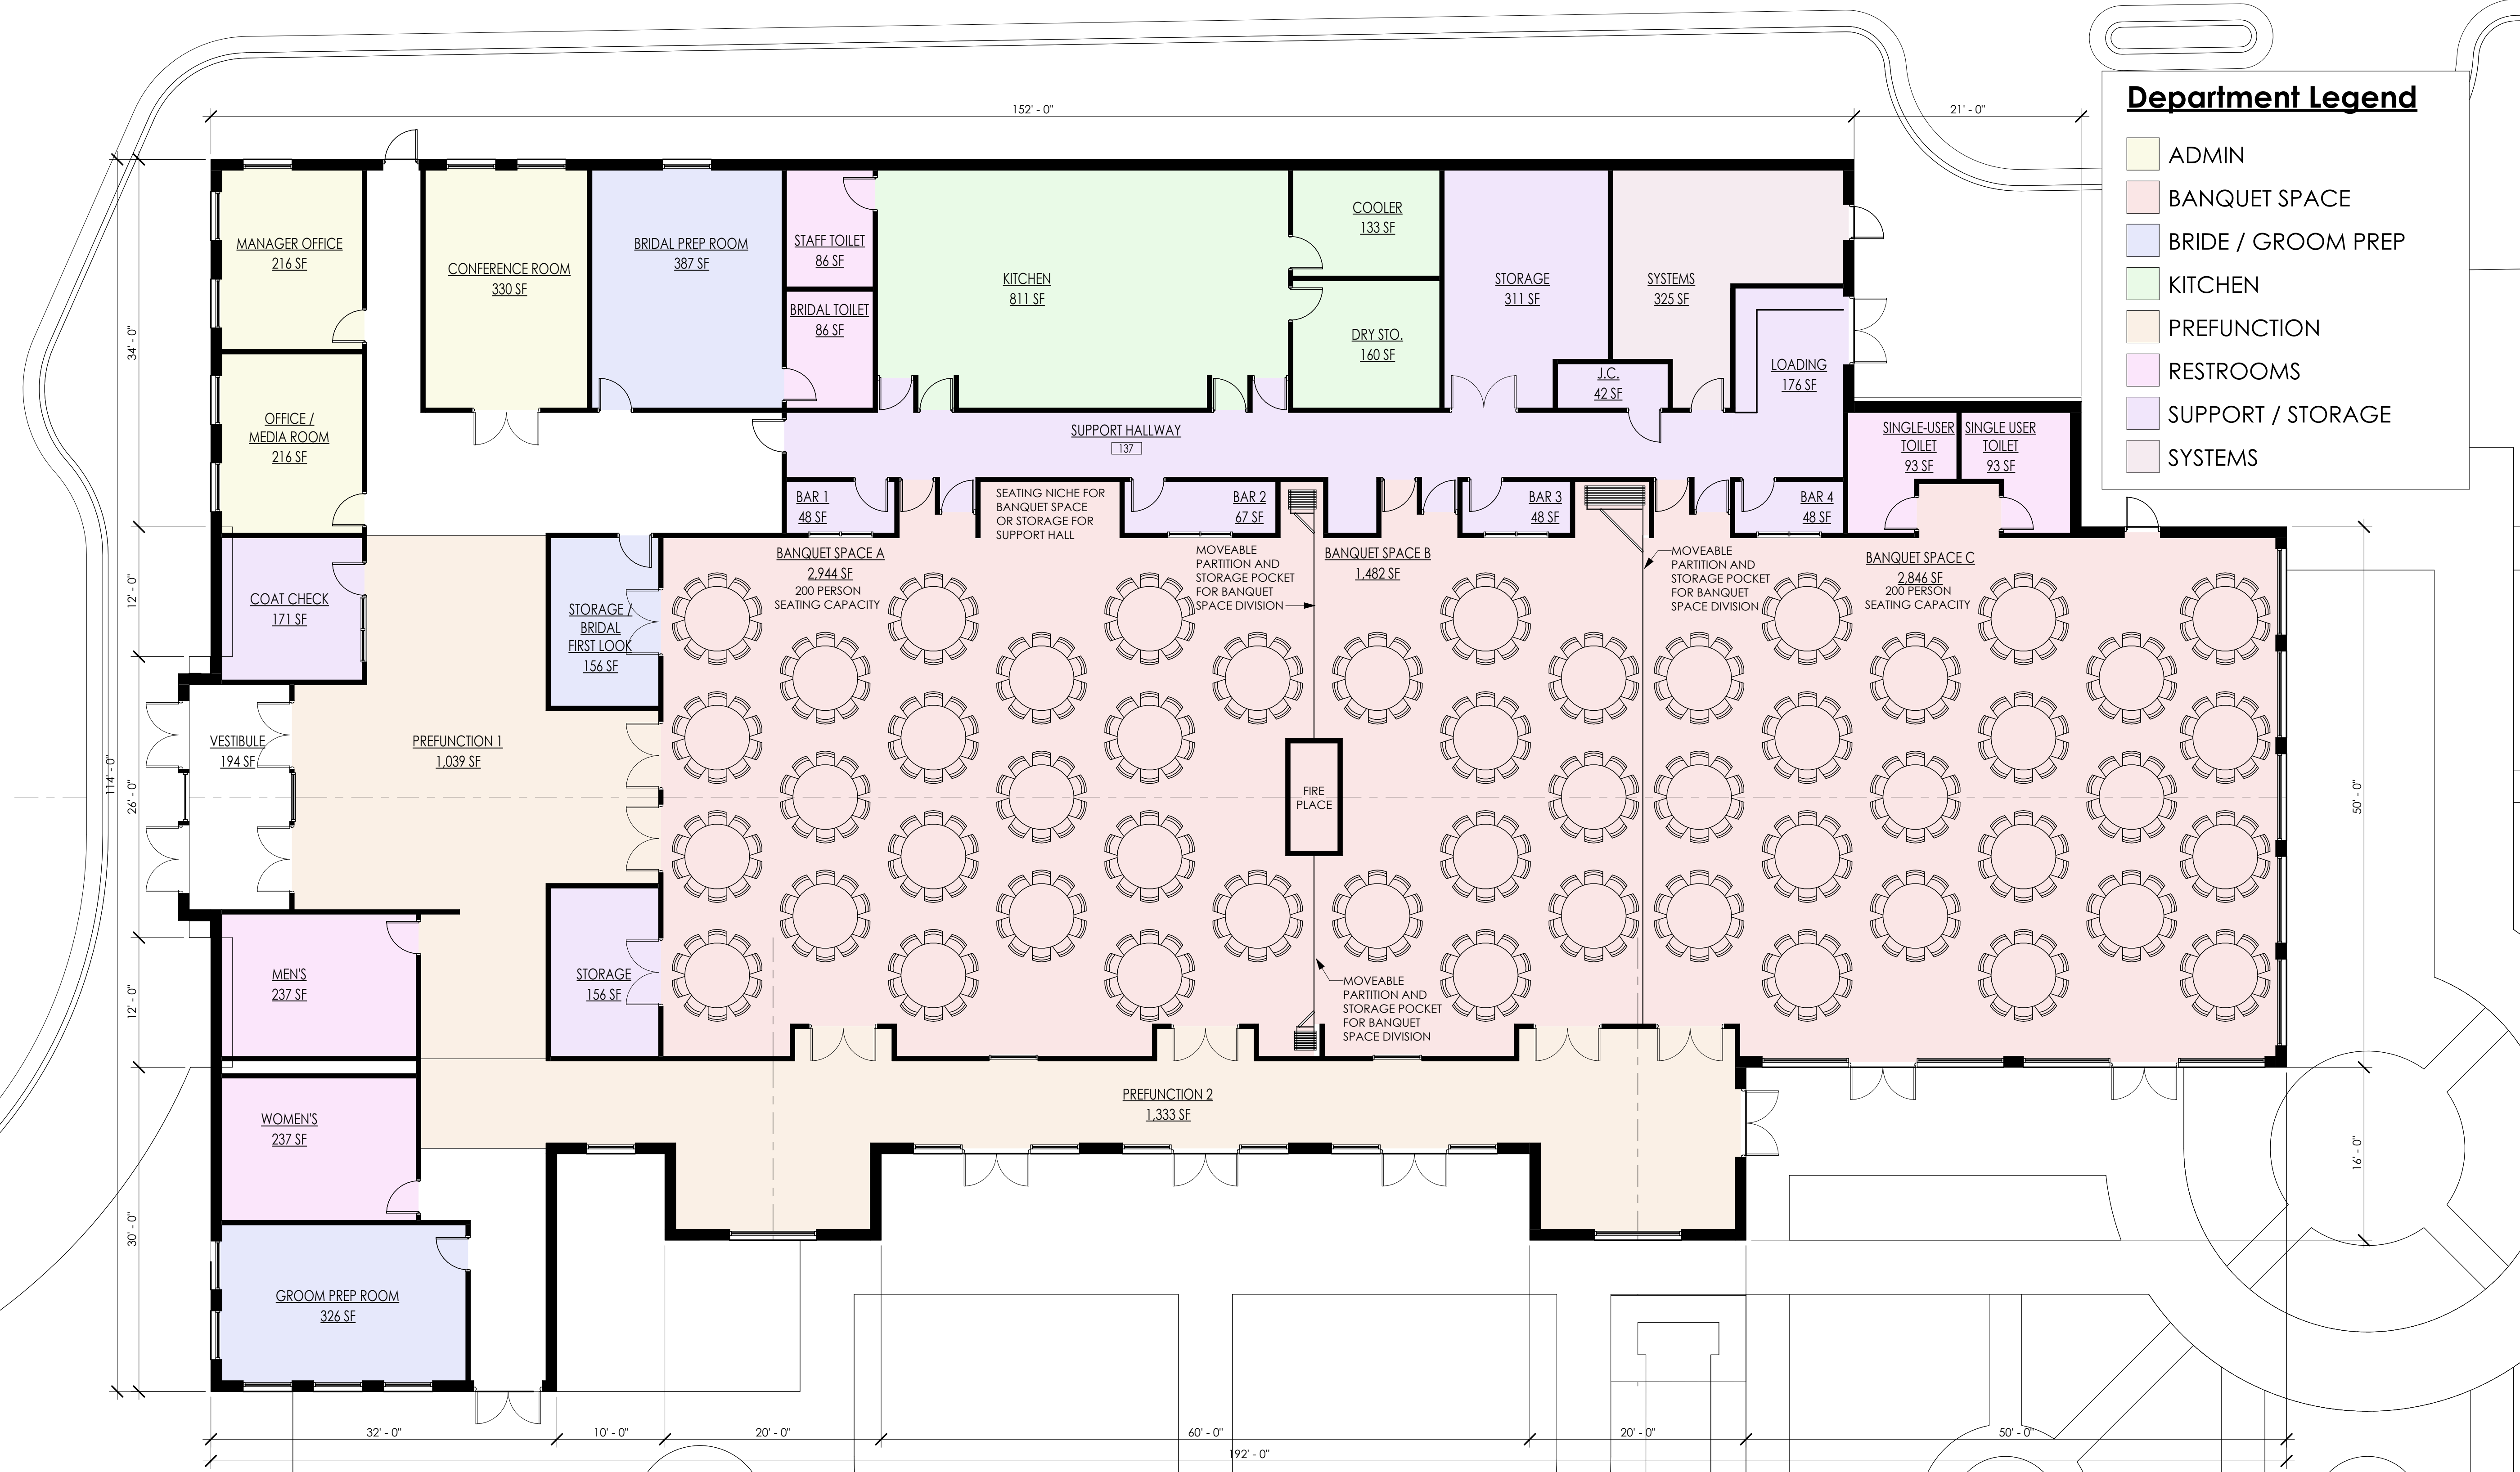 152' - 0"
21' - 0"
Department Legend
ADMIN
BANQUET SPACE
BRIDE / GROOM PREP
KITCHEN
PREFUNCTION
RESTROOMS
SUPPORT / STORAGE
SYSTEMS
MANAGER OFFICE
216 SF
CONFERENCE ROOM
330 SF
BRIDAL PREP ROOM
387 SF
STAFF TOILET
86 SF
BRIDAL TOILET
86 SF
KITCHEN
811 SF
COOLER
133 SF
DRY STO.
160 SF
STORAGE
311 SF
SYSTEMS
325 SF
J.C.
42 SF
LOADING
176 SF
34' - 0"
OFFICE /
MEDIA ROOM
216 SF
SUPPORT HALLWAY
137
SINGLE-USER
TOILET
93 SF
SINGLE USER
TOILET
93 SF
BAR 1
48 SF
SEATING NICHE FOR
BANQUET SPACE
OR STORAGE FOR
SUPPORT HALL
BAR 2
67 SF
BAR 3
48 SF
BAR 4
48 SF
BANQUET SPACE A
2,944 SF
200 PERSON
SEATING CAPACITY
MOVEABLE
PARTITION AND
STORAGE POCKET
FOR BANQUET
SPACE DIVISION
BANQUET SPACE B
1,482 SF
MOVEABLE
PARTITION AND
STORAGE POCKET
FOR BANQUET
SPACE DIVISION
BANQUET SPACE C
2,846 SF
200 PERSON
SEATING CAPACITY
12' - 0"
COAT CHECK
171 SF
STORAGE /
BRIDAL
FIRST LOOK
156 SF
VESTIBULE
194 SF
PREFUNCTION 1
1,039 SF
114' - 0"
26' - 0"
FIRE
PLACE
50' - 0"
MEN'S
237 SF
STORAGE
156 SF
MOVEABLE
PARTITION AND
STORAGE POCKET
FOR BANQUET
SPACE DIVISION
12' - 0"
WOMEN'S
237 SF
PREFUNCTION 2
1,333 SF
16' - 0"
30' - 0"
GROOM PREP ROOM
326 SF
32' - 0"
10' - 0"
20' - 0"
60' - 0"
20' - 0"
50' - 0"
192' - 0"